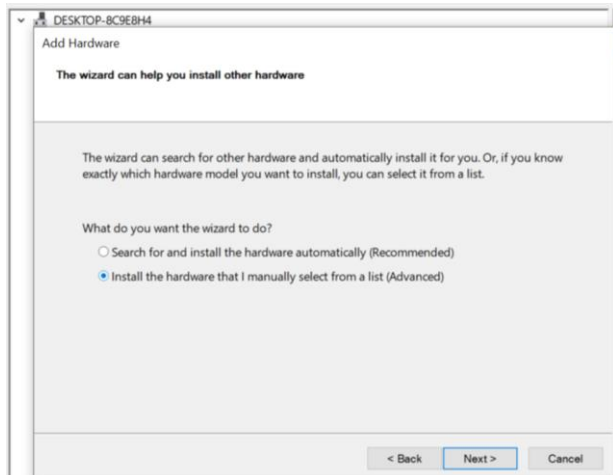 DESKTOP-8C9E8H4
Add Hardware
The wizard can help you install other hardware
The wizard can search for other hardware and automatically install it for you. Or, if you know
exactly which hardware model you want to install, you can select it from a list.
What do you want the wizard to do?
Search for and install the hardware automatically (Recommended)
Install the hardware that I manually select from a list (Advanced)
< Back Next > Cancel